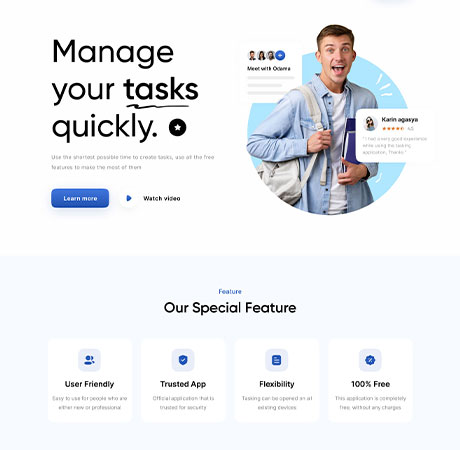 Manage
your tasks
quickly.
Use the shortest possible time to create tasks, use all the free
features to make the most of them
Learn more
Watch video
Meet with Odama
Karin agasya
4.5
"I had avery good experience
while using the tasking
application, Thanks"
Feature
Our Special Feature
User Friendly
Easy to use for people who are
either new or professional
Trusted App
Official application that is
trusted for security
Flexibility
Tasking can be opened on all
existing devices
100% Free
This application is completely
free, without any charges